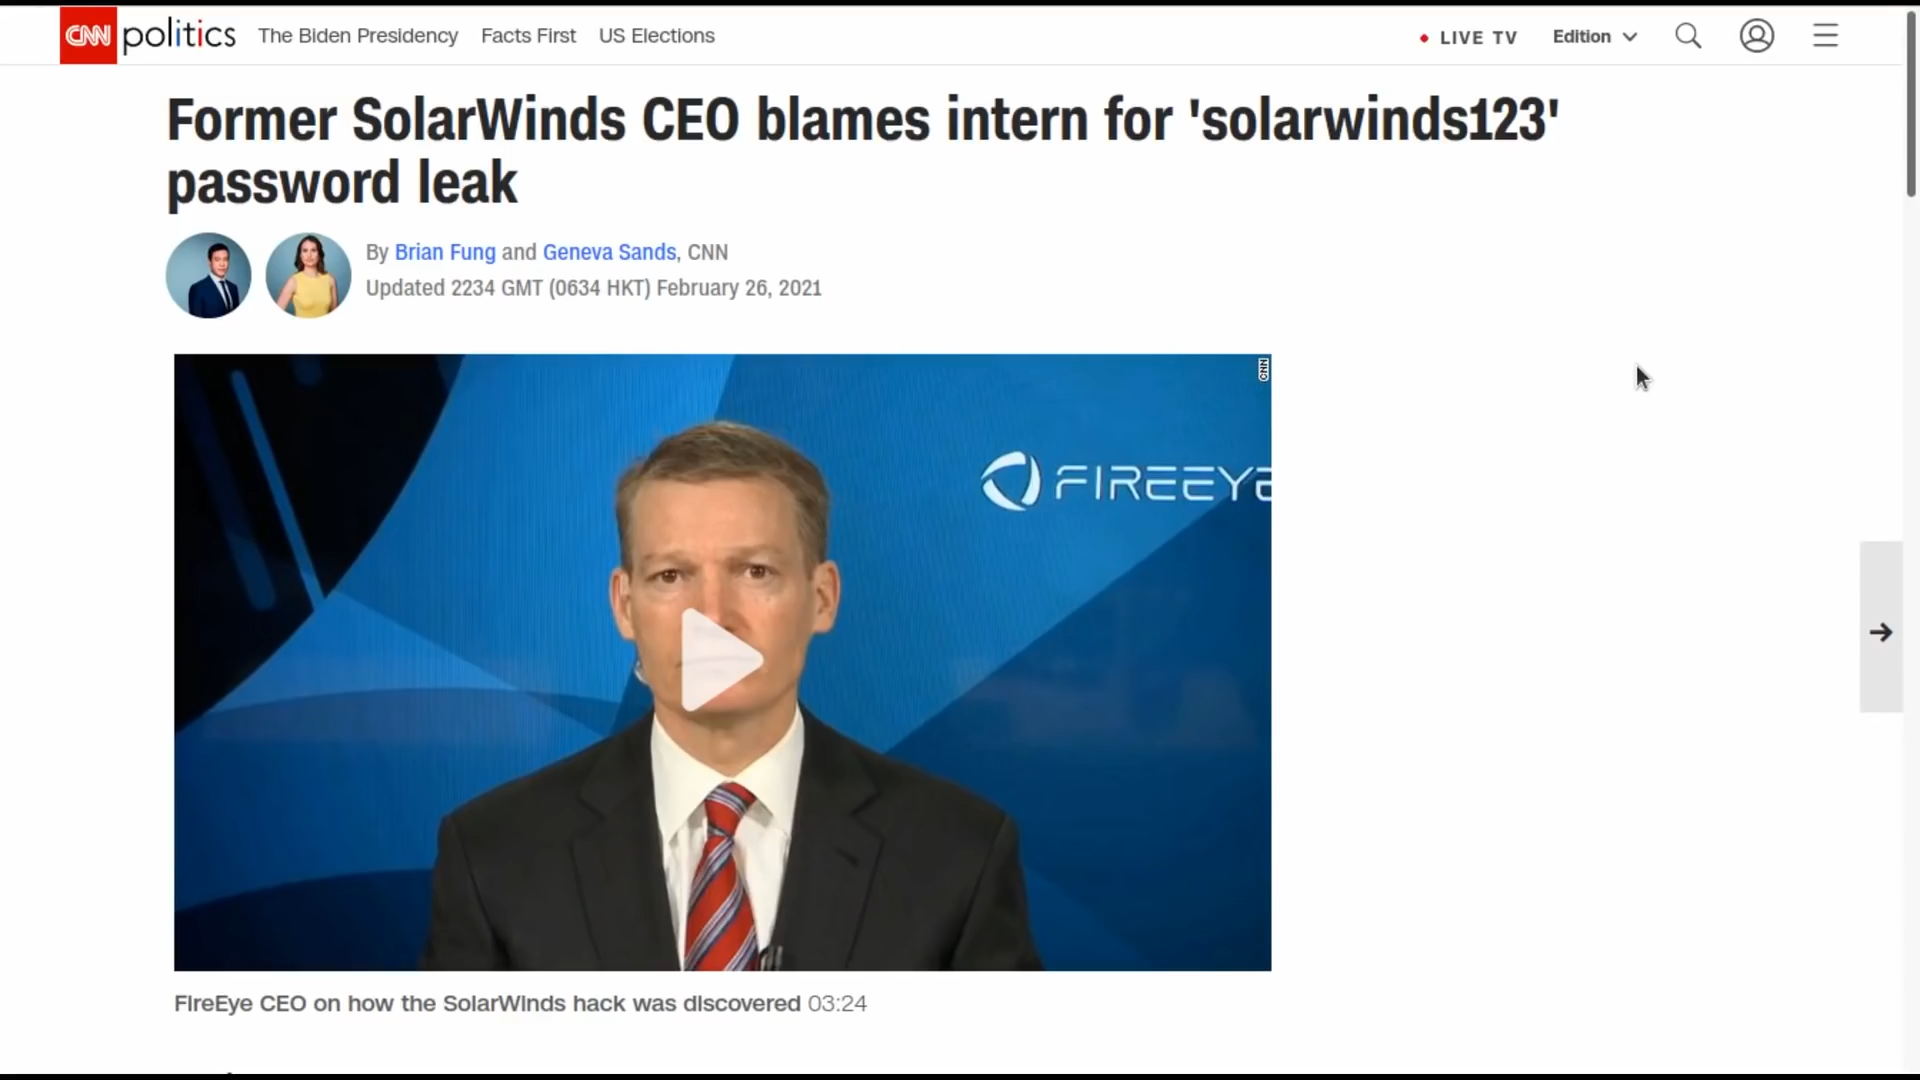 CNN politics The Biden Presidency Facts First US Elections LIVE TV Edition
Former SolarWinds CEO blames intern for 'solarwinds123'
password leak
By Brian Fung and Geneva Sands, CNN
Updated 2234 GMT (0634 HKT) February 26, 2021
CNN
FIREEYE
FireEye CEO on how the SolarWinds hack was discovered 03:24